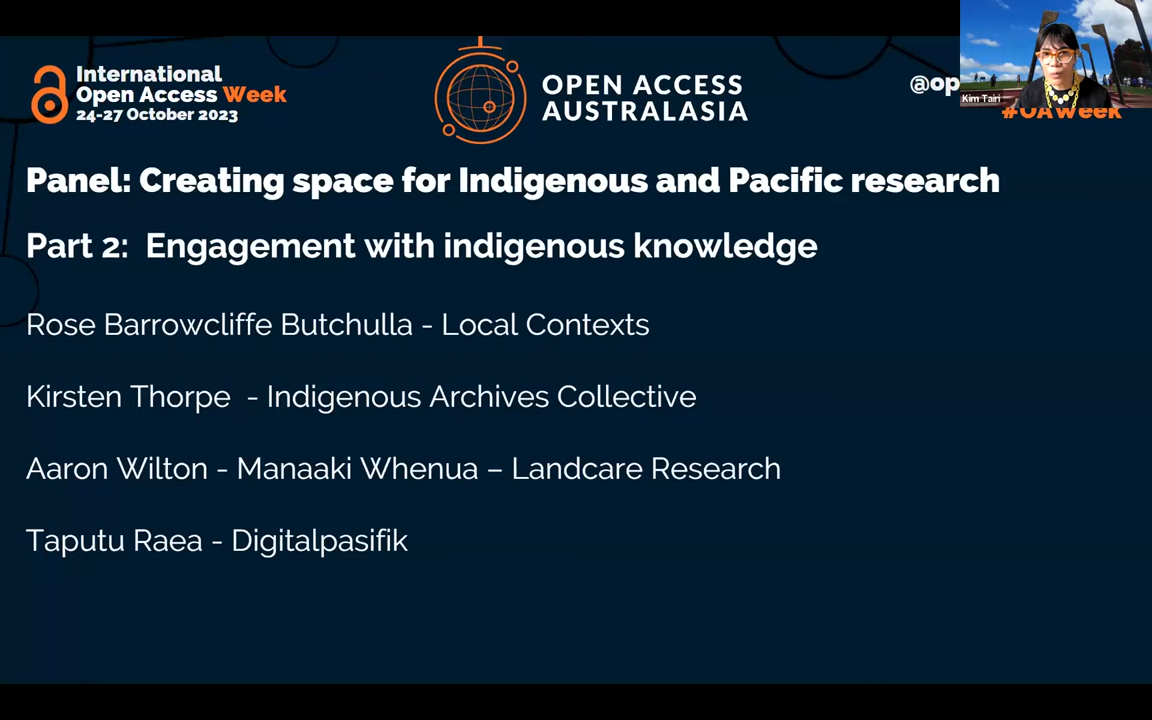 International
Open Access Week
24-27 October 2023
OPEN ACCESS
AUSTRALASIA
@op
Kim Tairi
#OAWeek
Panel: Creating space for Indigenous and Pacific research
Part 2:  Engagement with indigenous knowledge
Rose Barrowcliffe Butchulla - Local Contexts
Kirsten Thorpe  - Indigenous Archives Collective
Aaron Wilton - Manaaki Whenua – Landcare Research
Taputu Raea - Digitalpasifik